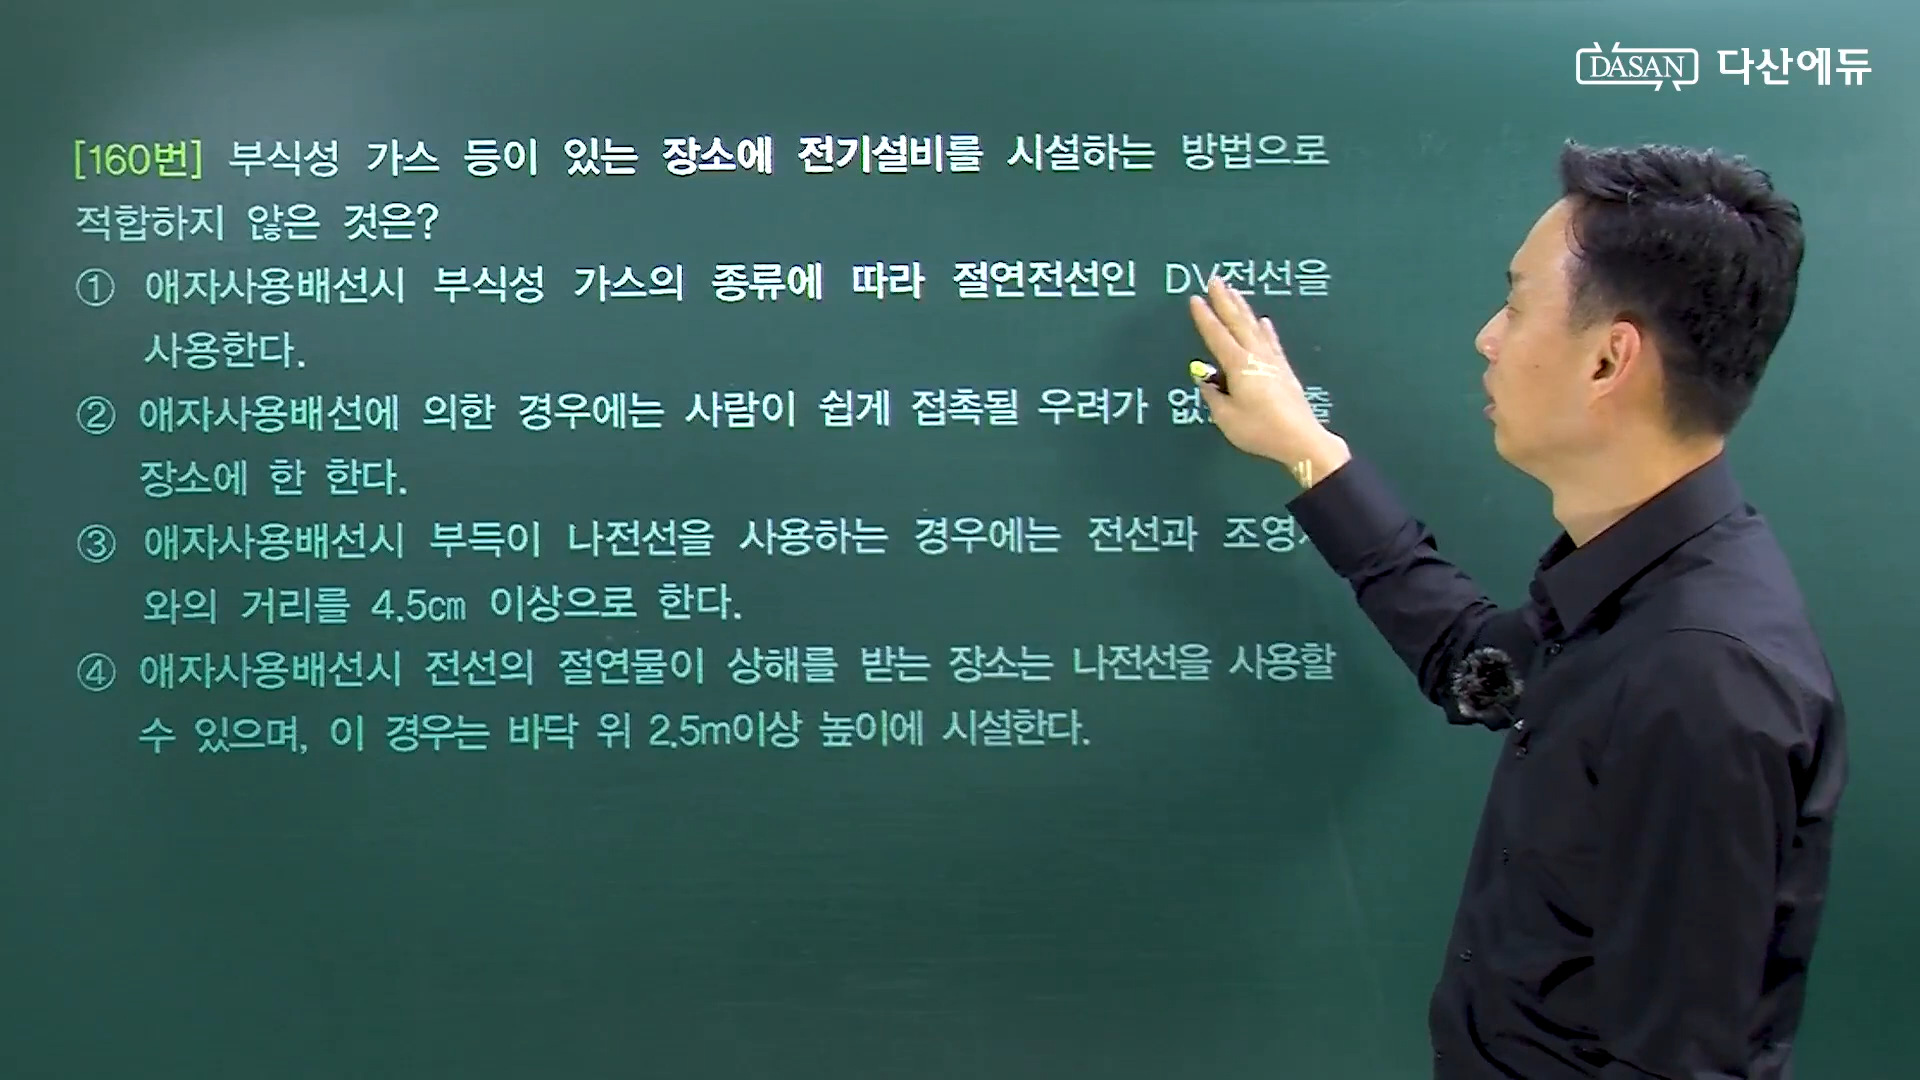 DASAN 다산에듀
[160번] 부식성 가스 등이 있는 장소에 전기설비를 시설하는 방법으로
적합하지 않은 것은?
① 애자사용배선시 부식성 가스의 종류에 따라 절연전선인 DV전선을
사용한다.
② 애자사용배선에 의한 경우에는 사람이 쉽게 접촉될 우려가
장소에 한 한다.
③ 애자사용배선시 부득이 나전선을 사용하는 경우에는 전선과
와의 거리를 4.5cm 이상으로 한다.
④ 애자사용배선시 전선의 절연물이 상해를 받는 장소는 나전선을 사용할
수 있으며, 이 경우는 바닥 위 2.5m이상 높이에 시설한다.